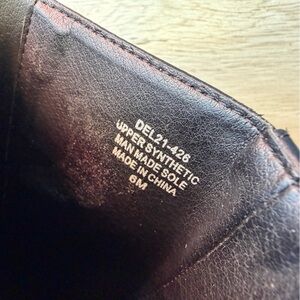 DEL21-426
UPPER SYNTHETIC
MAN MADE SOLE
MADE IN CHINA
6M